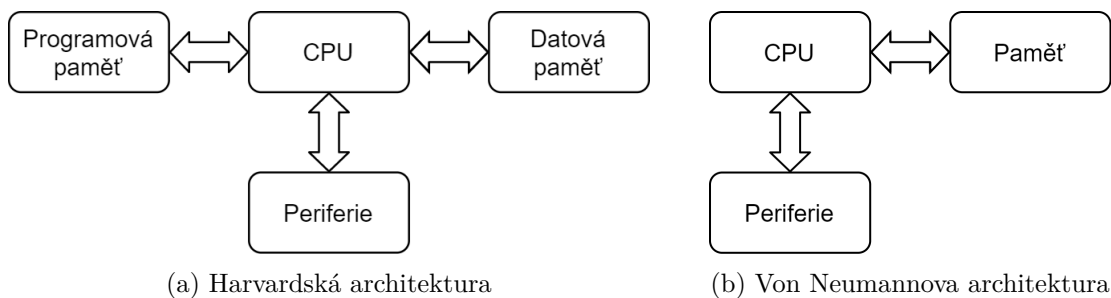 Programová
paměť
CPU
Datová
paměť
Periferie
(a) Harvardská architektura
CPU
Paměť
Periferie
(b) Von Neumannova architektura